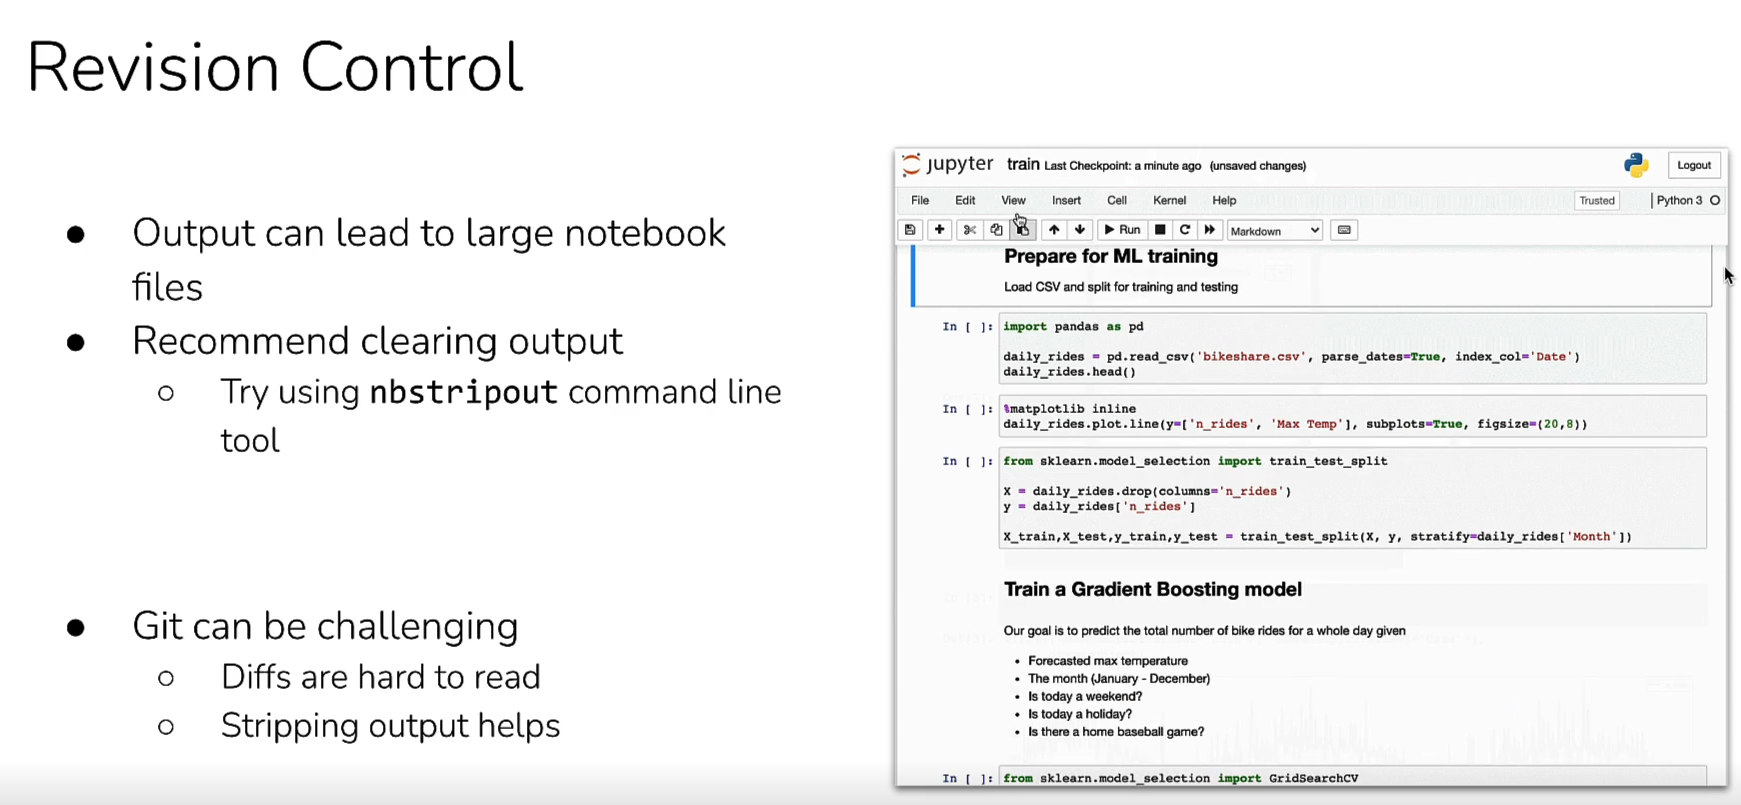 Revision Control
● Output can lead to large notebook
files
● Recommend clearing output
○ Try using nbstripout command line
tool
● Git can be challenging
○ Diffs are hard to read
○ Stripping output helps
jupyter train Last Checkpoint: a minute ago (unsaved changes)
Logout
File Edit View Insert Cell Kernel Help
Trusted | Python 3
Run
Markdown
Prepare for ML training
Load CSV and split for training and testing
In [ ]: import pandas as pd
daily_rides = pd.read_csv('bikeshare.csv', parse_dates=True, index_col='Date')
daily_rides.head()
In [ ]: %matplotlib inline
daily_rides.plot.line(y=['n_rides', 'Max Temp'], subplots=True, figsize=(20,8))
In [ ]: from sklearn.model_selection import train_test_split
X = daily_rides.drop(columns='n_rides')
y = daily_rides['n_rides']
X_train,X_test,y_train,y_test = train_test_split(X, y, stratify=daily_rides['Month'])
Train a Gradient Boosting model
Our goal is to predict the total number of bike rides for a whole day given
• Forecasted max temperature
• The month (January - December)
• Is today a weekend?
• Is today a holiday?
• Is there a home baseball game?
In [ ]: from sklearn.model_selection import GridSearchCV